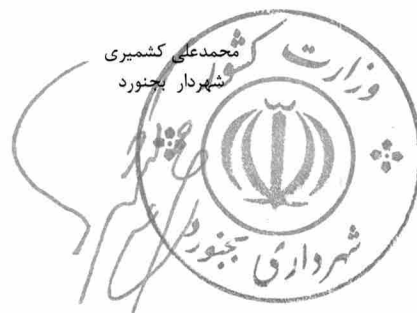 محمدعلی کشمیری
شهردار بجنورد
وزارت کشور
شهرداری بجنورد